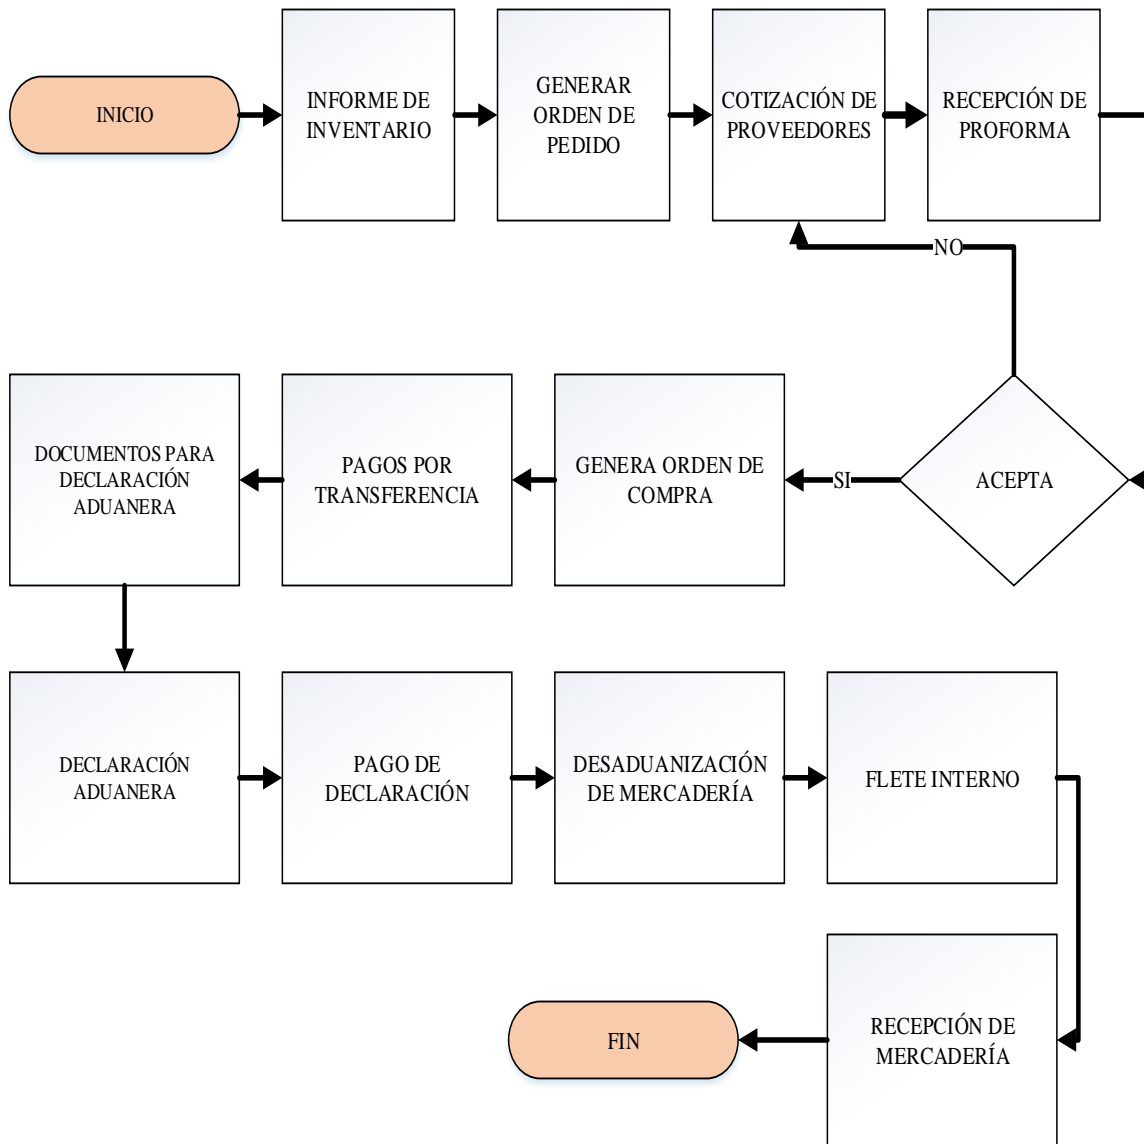 INICIO
INFORME DE
INVENTARIO
GENERAR
ORDEN DE
PEDIDO
COTIZACIÓN DE
PROVEEDORES
RECEPCIÓN DE
PROFORMA
NO
ACEPTA
SI
GENERA ORDEN DE
COMPRA
PAGOS POR
TRANSFERENCIA
DOCUMENTOS PARA
DECLARACIÓN
ADUANERA
DECLARACIÓN
ADUANERA
PAGO DE
DECLARACIÓN
DESADUANIZACIÓN
DE MERCADERÍA
FLETE INTERNO
RECEPCIÓN DE
MERCADERÍA
FIN